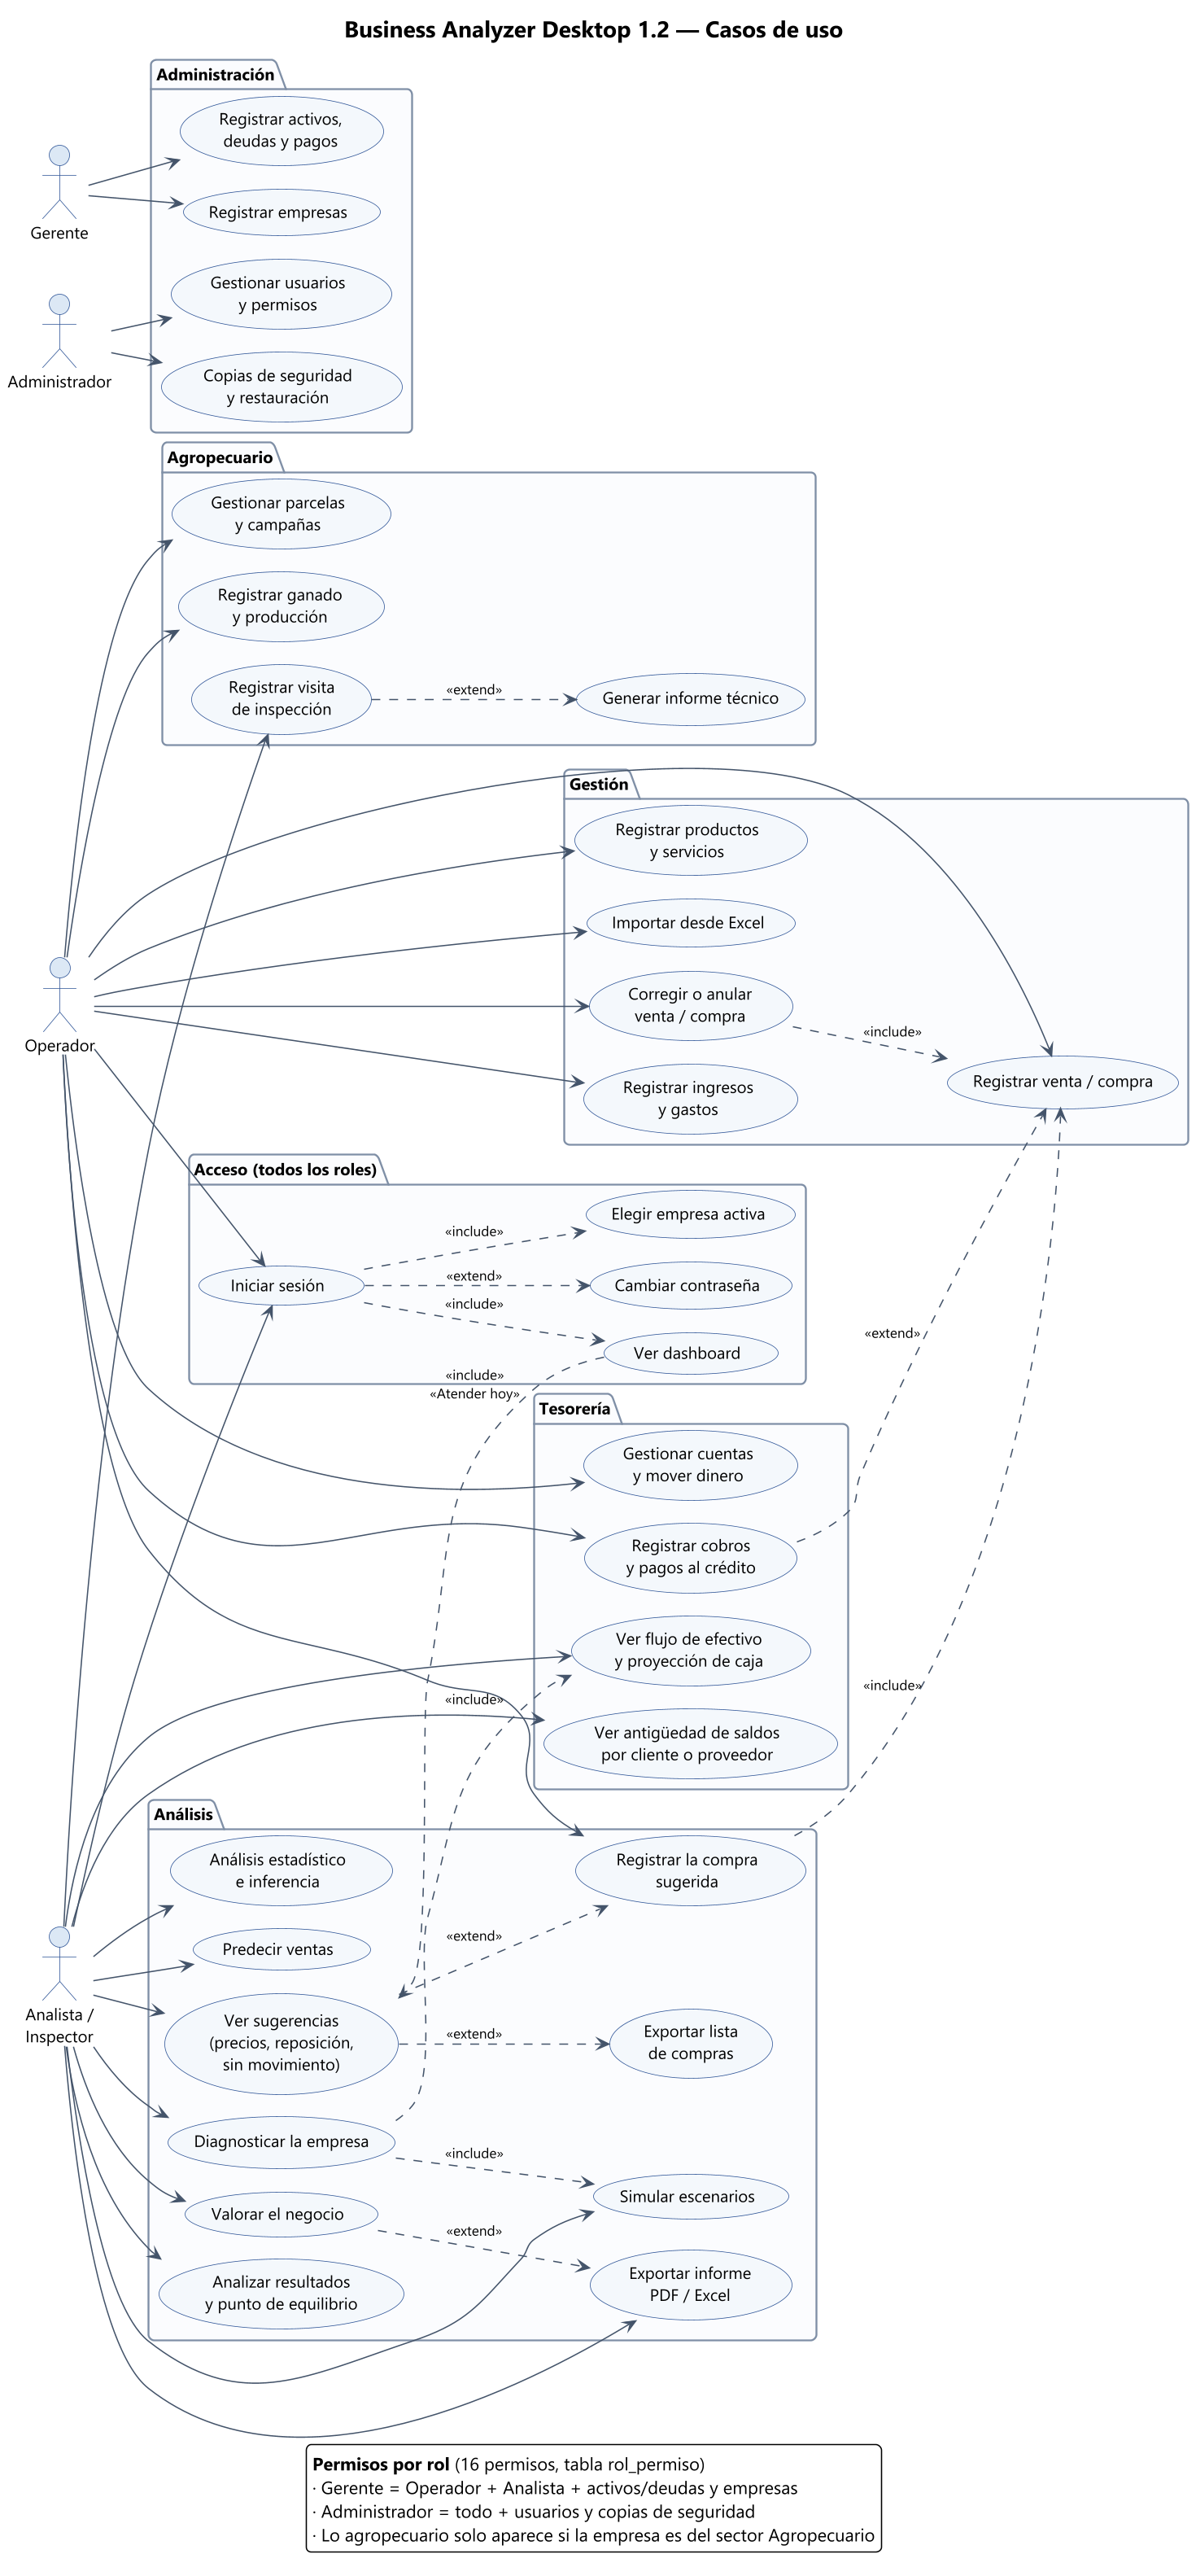 Business Analyzer Desktop 1.2 — Casos de uso
Administración
Registrar activos,
deudas y pagos
Registrar empresas
Gestionar usuarios
y permisos
Copias de seguridad
y restauración
Gerente
Administrador
Agropecuario
Gestionar parcelas
y campañas
Registrar ganado
y producción
Registrar visita
de inspección
«extend»
Generar informe técnico
Gestión
Registrar productos
y servicios
Importar desde Excel
Corregir o anular
venta / compra
«include»
Registrar ingresos
y gastos
Registrar venta / compra
Operador
Acceso (todos los roles)
Elegir empresa activa
«include»
Iniciar sesión
«extend»
Cambiar contraseña
«include»
Ver dashboard
«include»
«Atender hoy»
«extend»
Tesorería
Gestionar cuentas
y mover dinero
Registrar cobros
y pagos al crédito
Ver flujo de efectivo
y proyección de caja
«include»
«include»
Ver antigüedad de saldos
por cliente o proveedor
Análisis
Análisis estadístico
e inferencia
Registrar la compra
sugerida
Predecir ventas
«extend»
Ver sugerencias
(precios, reposición,
sin movimiento)
«extend»
Exportar lista
de compras
Analista /
Inspector
Diagnosticar la empresa
«include»
Simular escenarios
Valorar el negocio
«extend»
Analizar resultados
y punto de equilibrio
Exportar informe
PDF / Excel
Permisos por rol (16 permisos, tabla rol_permiso)
· Gerente = Operador + Analista + activos/deudas y empresas
· Administrador = todo + usuarios y copias de seguridad
· Lo agropecuario solo aparece si la empresa es del sector Agropecuario